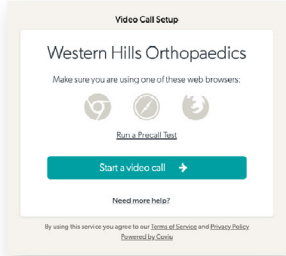 Video Call Setup
Western Hills Orthopaedics
Make sure you are using one of these web browsers:
Run a Precall Test
Start a video call
Need more help?
By using this service you agree to our Terms of Service and Privacy Policy
Powered by Coviu